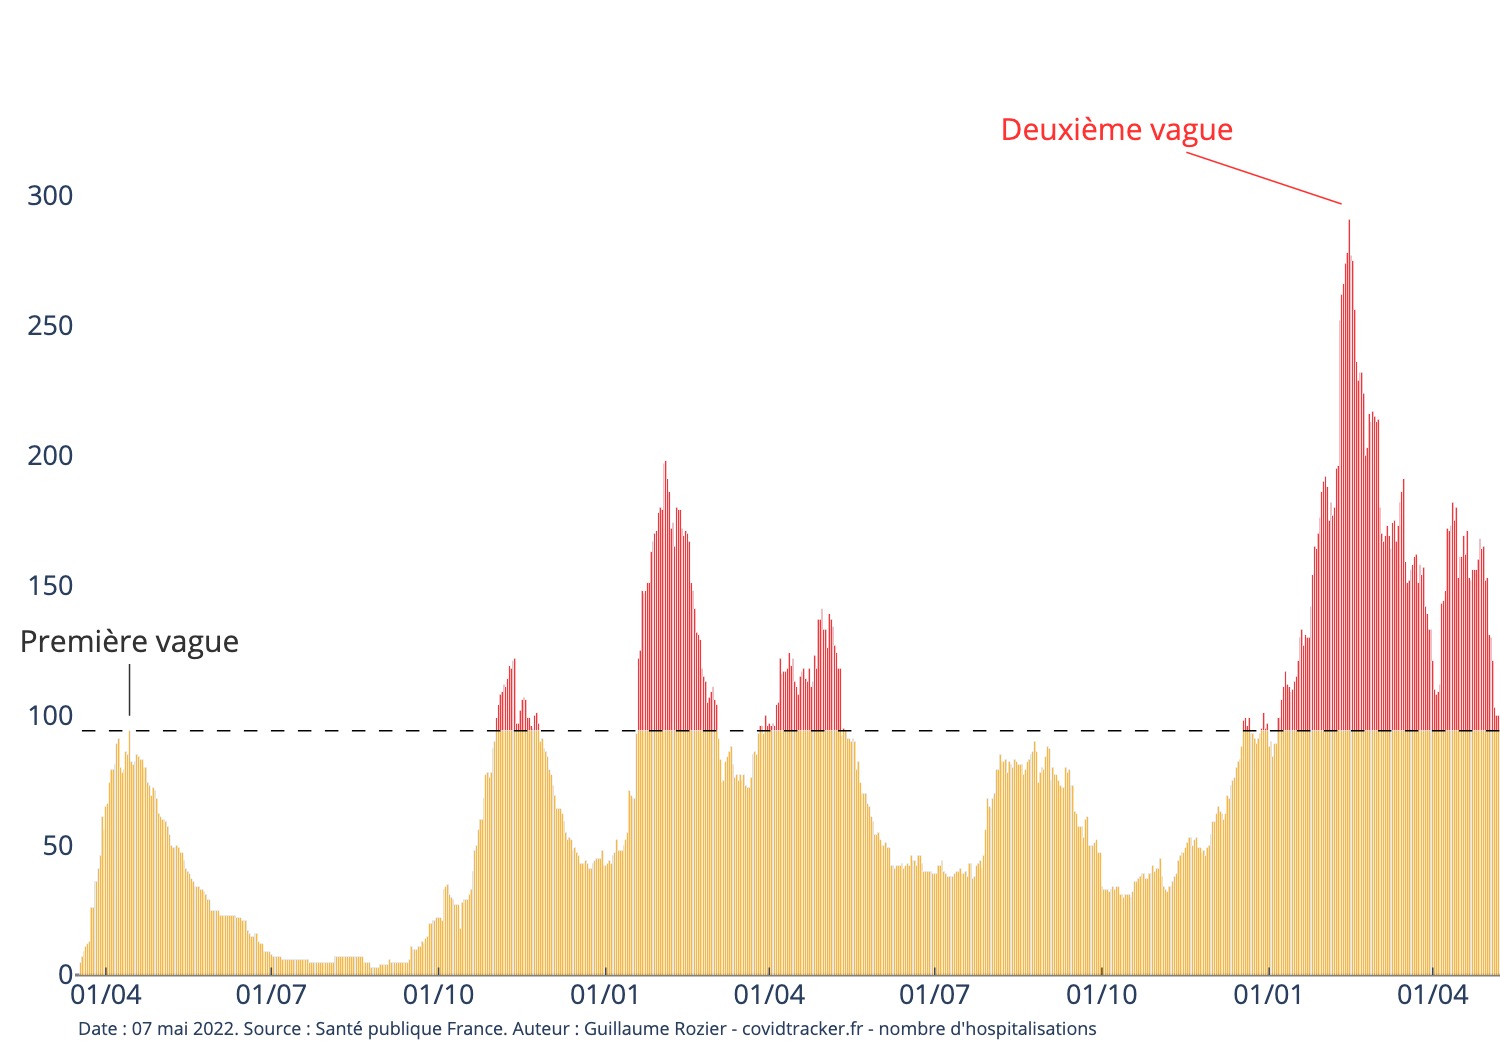 Deuxième vague
300
250
200
150
Première vague
100
50
0
01/04 01/07 01/10 01/01 01/04 01/07 01/10 01/01 01/04
Date : 07 mai 2022. Source : Santé publique France. Auteur : Guillaume Rozier - covidtracker.fr - nombre d'hospitalisations